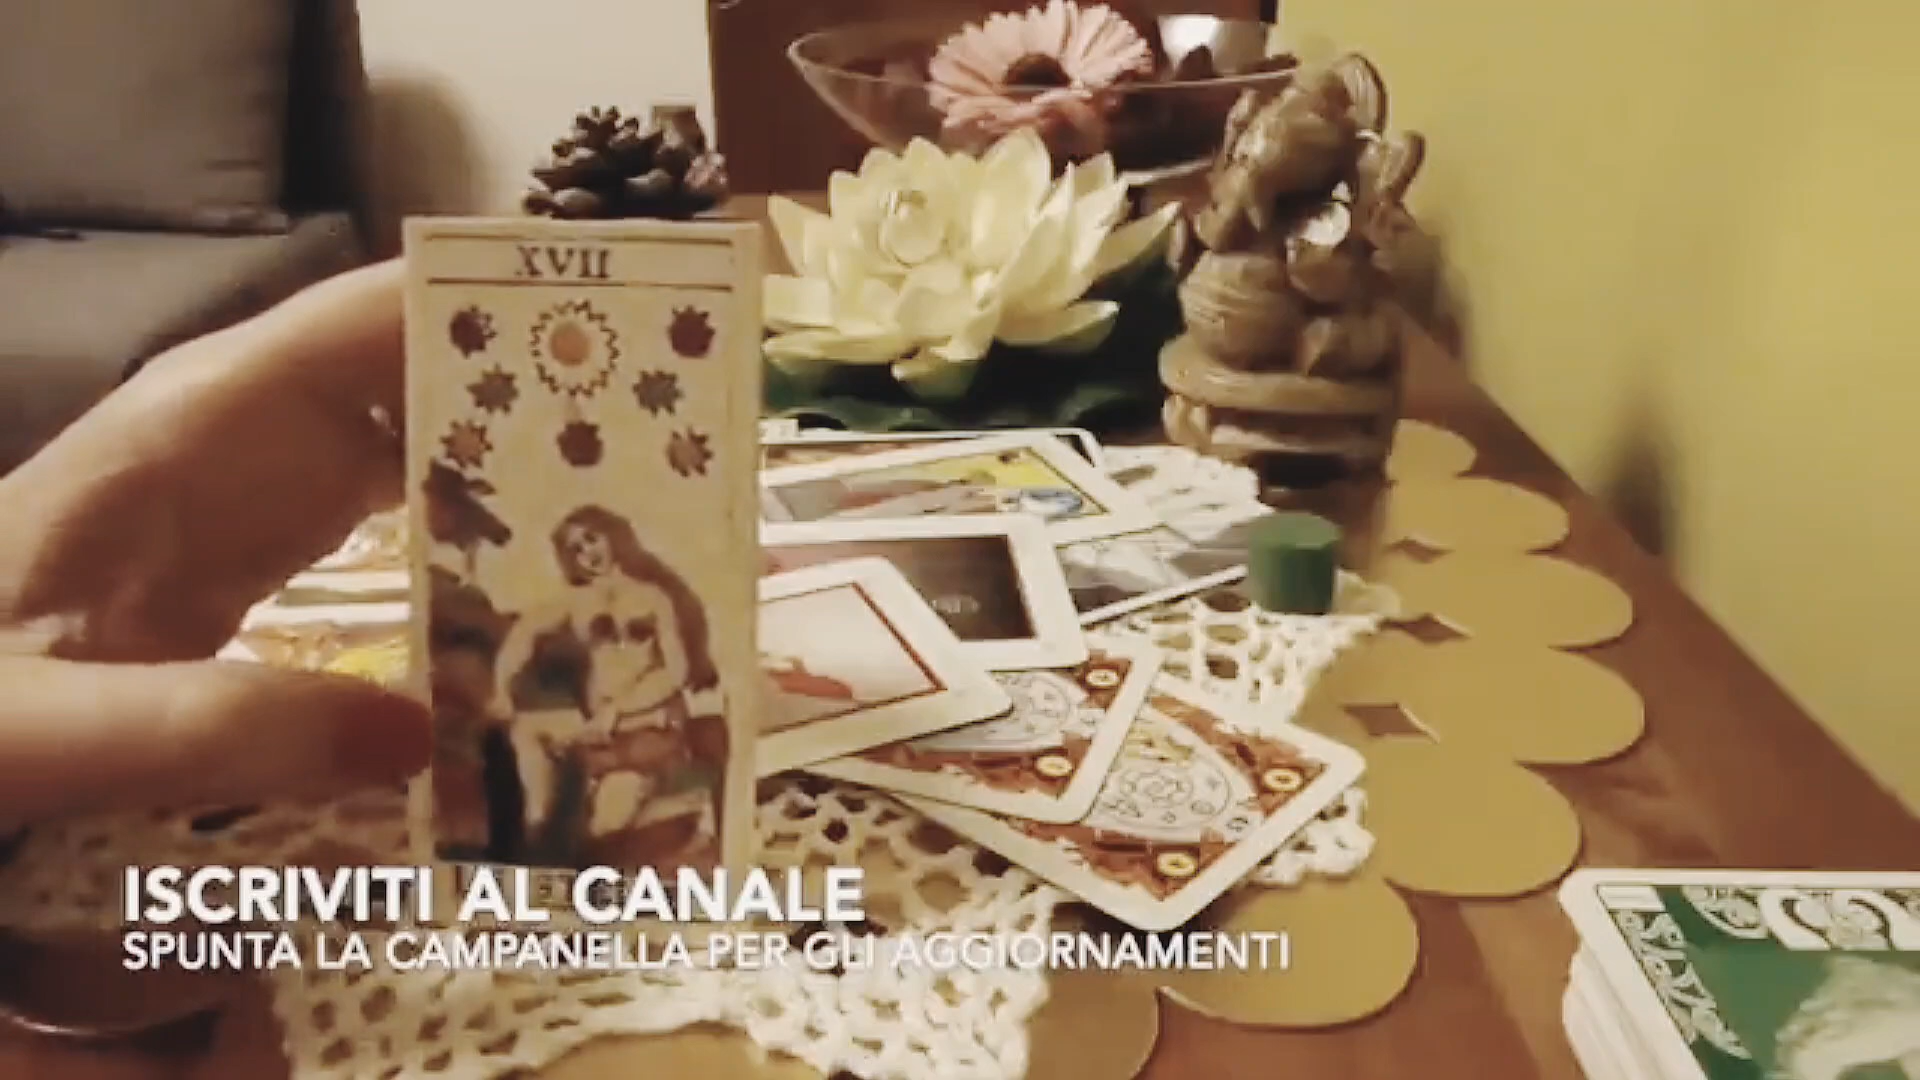 XVII
ISCRIVITI AL CANALE
SPUNTA LA CAMPANELLA PER GLI AGGIORNAMENTI